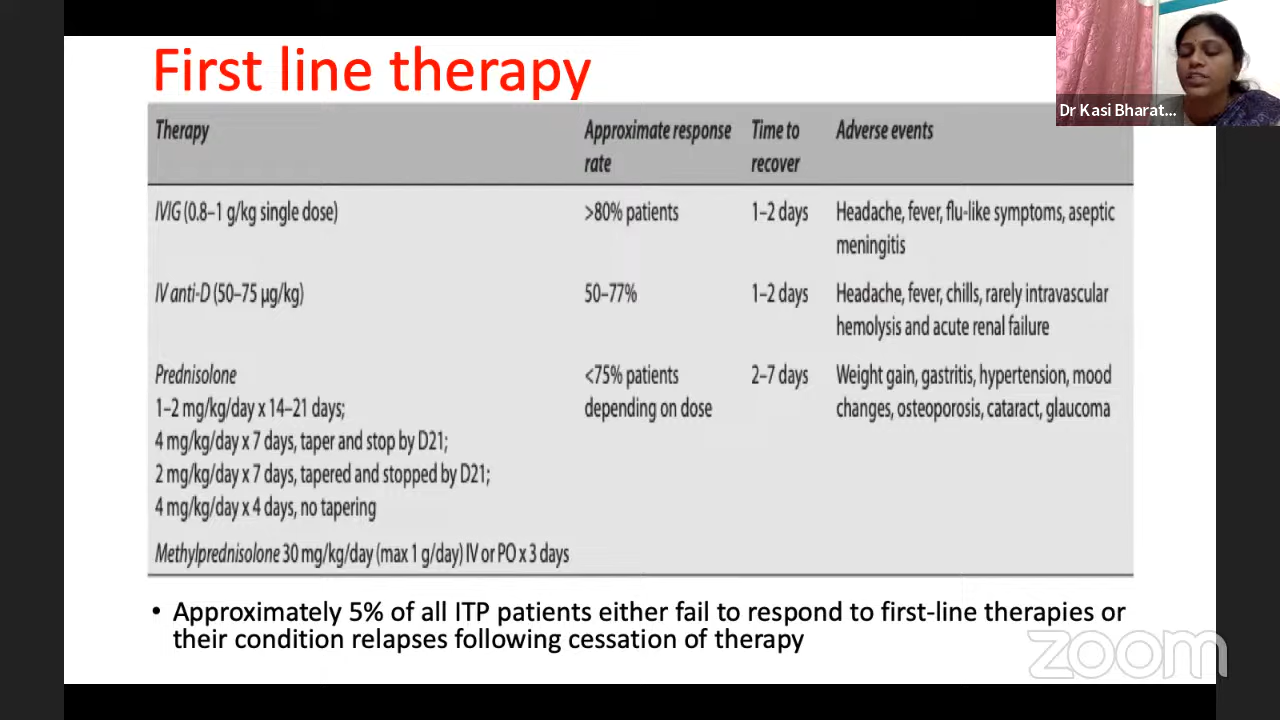 First line therapy
Dr Kasi Bharat...
Therapy
Approximate response rate
Time to recover
Adverse events
IVIG (0.8–1 g/kg single dose)
>80% patients
1–2 days
Headache, fever, flu-like symptoms, aseptic
meningitis
IV anti-D (50–75 µg/kg)
50–77%
1–2 days
Headache, fever, chills, rarely intravascular
hemolysis and acute renal failure
Prednisolone
1–2 mg/kg/day x 14–21 days;
4 mg/kg/day x 7 days, taper and stop by D21;
2 mg/kg/day x 7 days, tapered and stopped by D21;
4 mg/kg/day x 4 days, no tapering
<75% patients
depending on dose
2–7 days
Weight gain, gastritis, hypertension, mood
changes, osteoporosis, cataract, glaucoma
Methylprednisolone 30 mg/kg/day (max 1 g/day) IV or PO x 3 days
• Approximately 5% of all ITP patients either fail to respond to first-line therapies or
their condition relapses following cessation of therapy
zoom